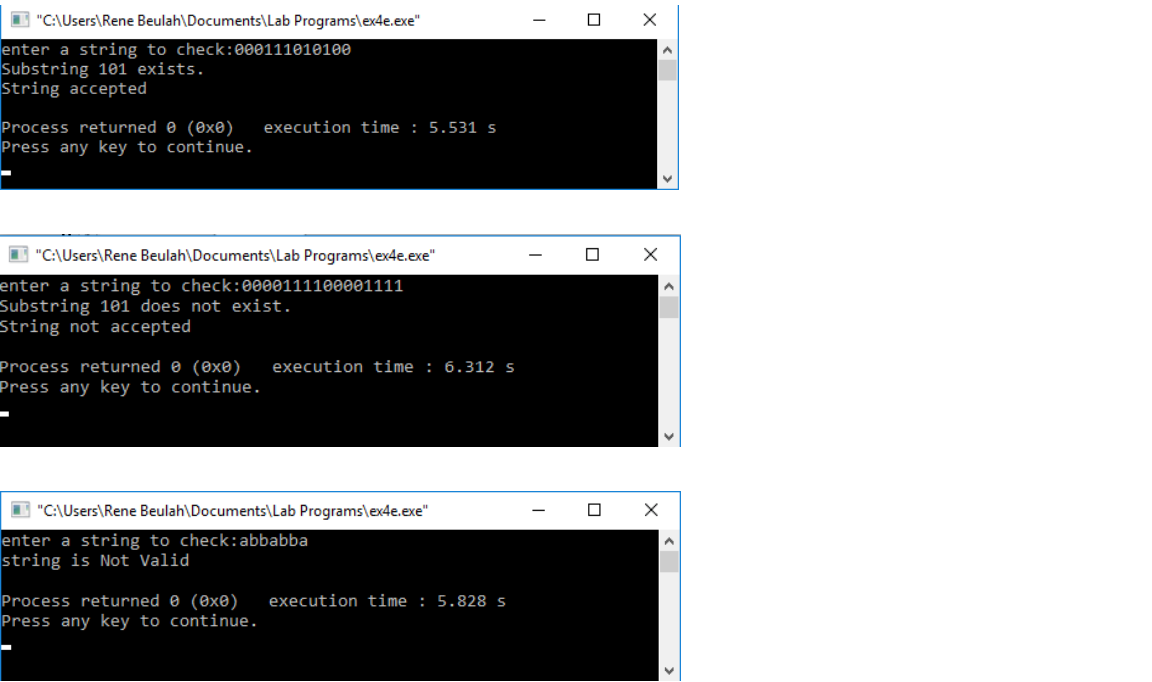 "C:\Users\Rene Beulah\Documents\Lab Programs\ex4e.exe"
enter a string to check:000111010100
Substring 101 exists.
String accepted
Process returned 0 (0x0)   execution time : 5.531 s
Press any key to continue.
"C:\Users\Rene Beulah\Documents\Lab Programs\ex4e.exe"
enter a string to check:0000111100001111
Substring 101 does not exist.
String not accepted
Process returned 0 (0x0)   execution time : 6.312 s
Press any key to continue.
"C:\Users\Rene Beulah\Documents\Lab Programs\ex4e.exe"
enter a string to check:abbabba
string is Not Valid
Process returned 0 (0x0)   execution time : 5.828 s
Press any key to continue.